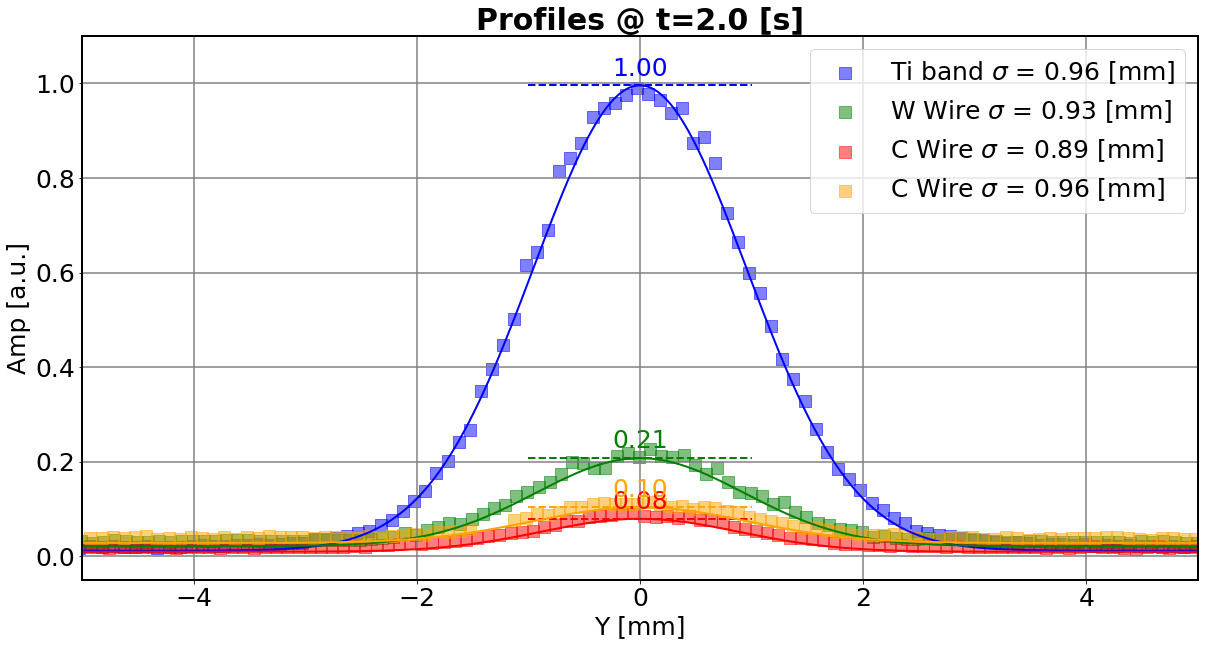 Profiles @ t=2.0 [s]
Ti band σ = 0.96 [mm]
W Wire σ = 0.93 [mm]
C Wire σ = 0.89 [mm]
C Wire σ = 0.96 [mm]
1.00
0.21
0.10
0.08
Amp [a.u.]
1.0
0.8
0.6
0.4
0.2
0.0
−4
−2
0
2
4
Y [mm]